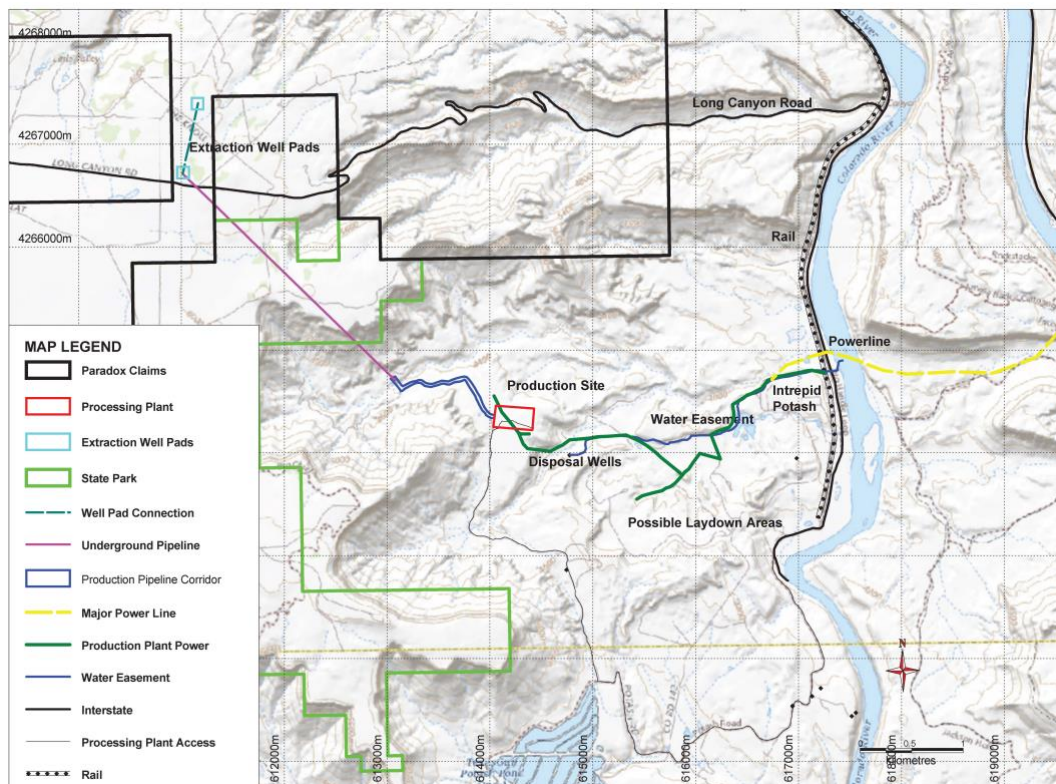 4268000m
4267000m
LONG CANYON RD
Extraction Well Pads
Long Canyon Road
Colorado River
4266000m
Rail
Powerline
Production Site
Intrepid
Potash
Water Easement
Disposal Wells
Possible Laydown Areas
MAP LEGEND
Paradox Claims
Processing Plant
Extraction Well Pads
State Park
Well Pad Connection
Underground Pipeline
Production Pipeline Corridor
Major Power Line
Production Plant Power
Water Easement
Interstate
Processing Plant Access
Rail
N
612000m
613000m
614000m
615000m
616000m
617000m
618000m
619000m
0.5
Kilometres